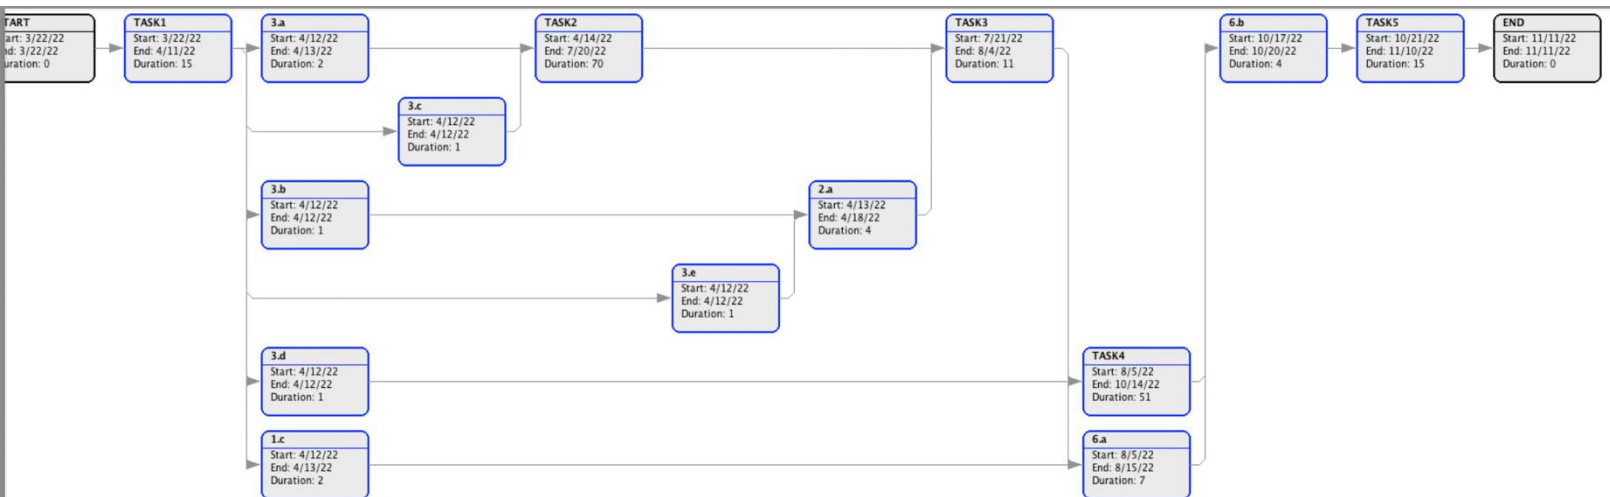 TART
art: 3/22/22
nd: 3/22/22
uration: 0
TASK1
Start: 3/22/22
End: 4/11/22
Duration: 15
3.a
Start: 4/12/22
End: 4/13/22
Duration: 2
TASK2
Start: 4/14/22
End: 7/20/22
Duration: 70
TASK3
Start: 7/21/22
End: 8/4/22
Duration: 11
6.b
Start: 10/17/22
End: 10/20/22
Duration: 4
TASK5
Start: 10/21/22
End: 11/10/22
Duration: 15
END
Start: 11/11/22
End: 11/11/22
Duration: 0
3.c
Start: 4/12/22
End: 4/12/22
Duration: 1
3.b
Start: 4/12/22
End: 4/12/22
Duration: 1
2.a
Start: 4/13/22
End: 4/18/22
Duration: 4
3.e
Start: 4/12/22
End: 4/12/22
Duration: 1
3.d
Start: 4/12/22
End: 4/12/22
Duration: 1
TASK4
Start: 8/5/22
End: 10/14/22
Duration: 51
1.c
Start: 4/12/22
End: 4/13/22
Duration: 2
6.a
Start: 8/5/22
End: 8/15/22
Duration: 7